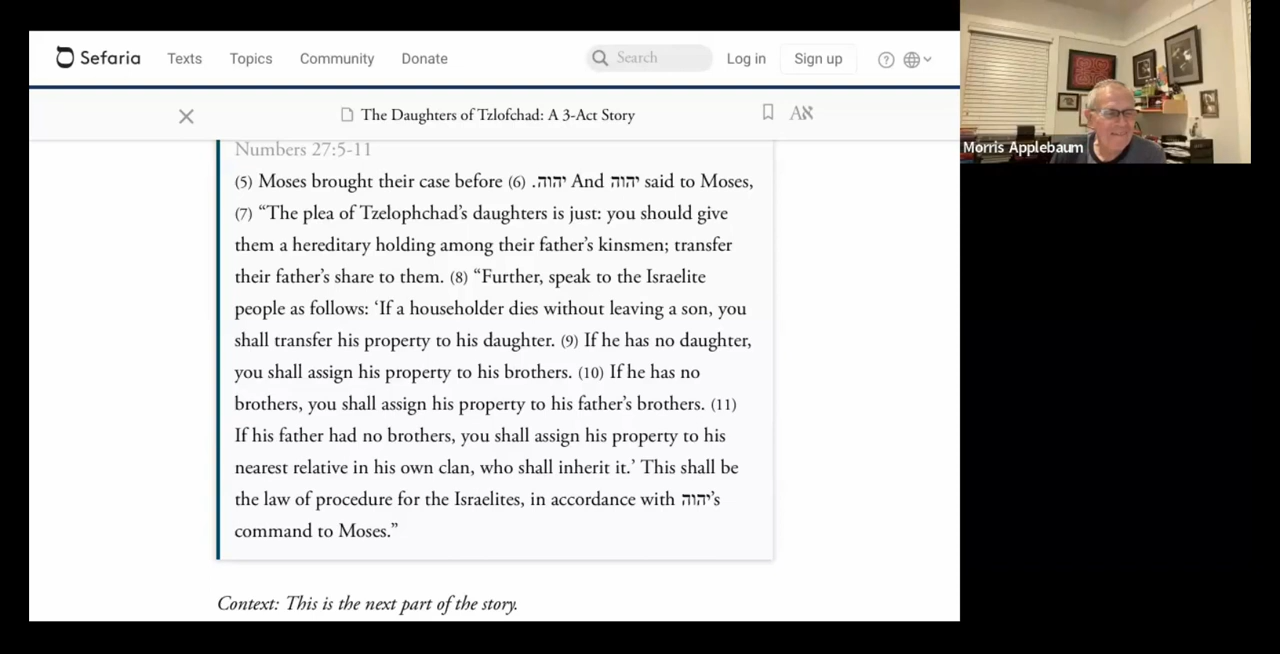 Sefaria Texts Topics Community Donate Search Log in Sign up
The Daughters of Tzlofchad: A 3-Act Story Aא
Morris Applebaum
Numbers 27:5-11
(5) Moses brought their case before יהוה. (6) And יהוה said to Moses,
(7) “The plea of Tzelophchad’s daughters is just: you should give
them a hereditary holding among their father’s kinsmen; transfer
their father’s share to them. (8) “Further, speak to the Israelite
people as follows: ‘If a householder dies without leaving a son, you
shall transfer his property to his daughter. (9) If he has no daughter,
you shall assign his property to his brothers. (10) If he has no
brothers, you shall assign his property to his father’s brothers. (11)
If his father had no brothers, you shall assign his property to his
nearest relative in his own clan, who shall inherit it.’ This shall be
the law of procedure for the Israelites, in accordance with יהוה’s
command to Moses.”
Context: This is the next part of the story.